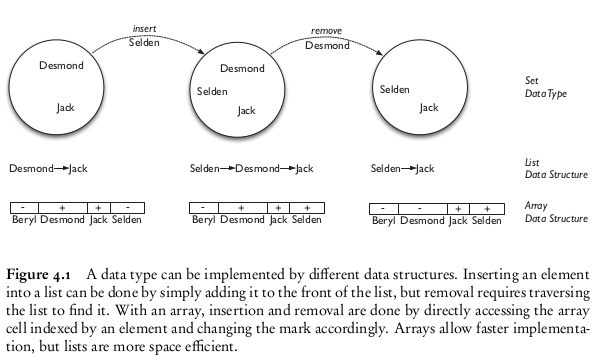 insert
Selden
remove
Desmond
Desmond
Jack
Desmond
Selden
Jack
Selden
Jack
Set
Data Type
Desmond Jack
Selden Desmond Jack
Selden Jack
List
Data Structure
- + + -
Beryl Desmond Jack Selden
- + + +
Beryl Desmond Jack Selden
- - + +
Beryl Desmond Jack Selden
Array
Data Structure
Figure 4.1 A data type can be implemented by different data structures. Inserting an element
into a list can be done by simply adding it to the front of the list, but removal requires traversing
the list to find it. With an array, insertion and removal are done by directly accessing the array
cell indexed by an element and changing the mark accordingly. Arrays allow faster implementa-
tion, but lists are more space efficient.